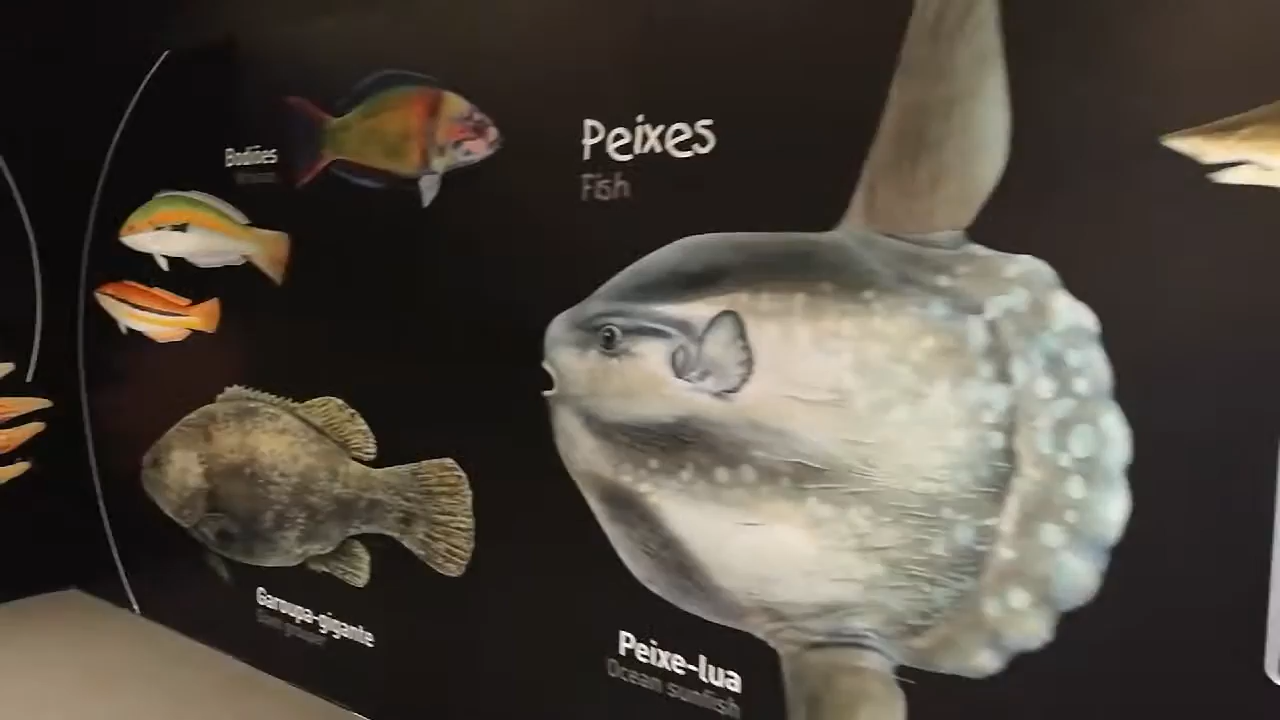 Peixes
Fish
Bodiões
Garoupa-gigante
Peixe-lua
Ocean sunfish